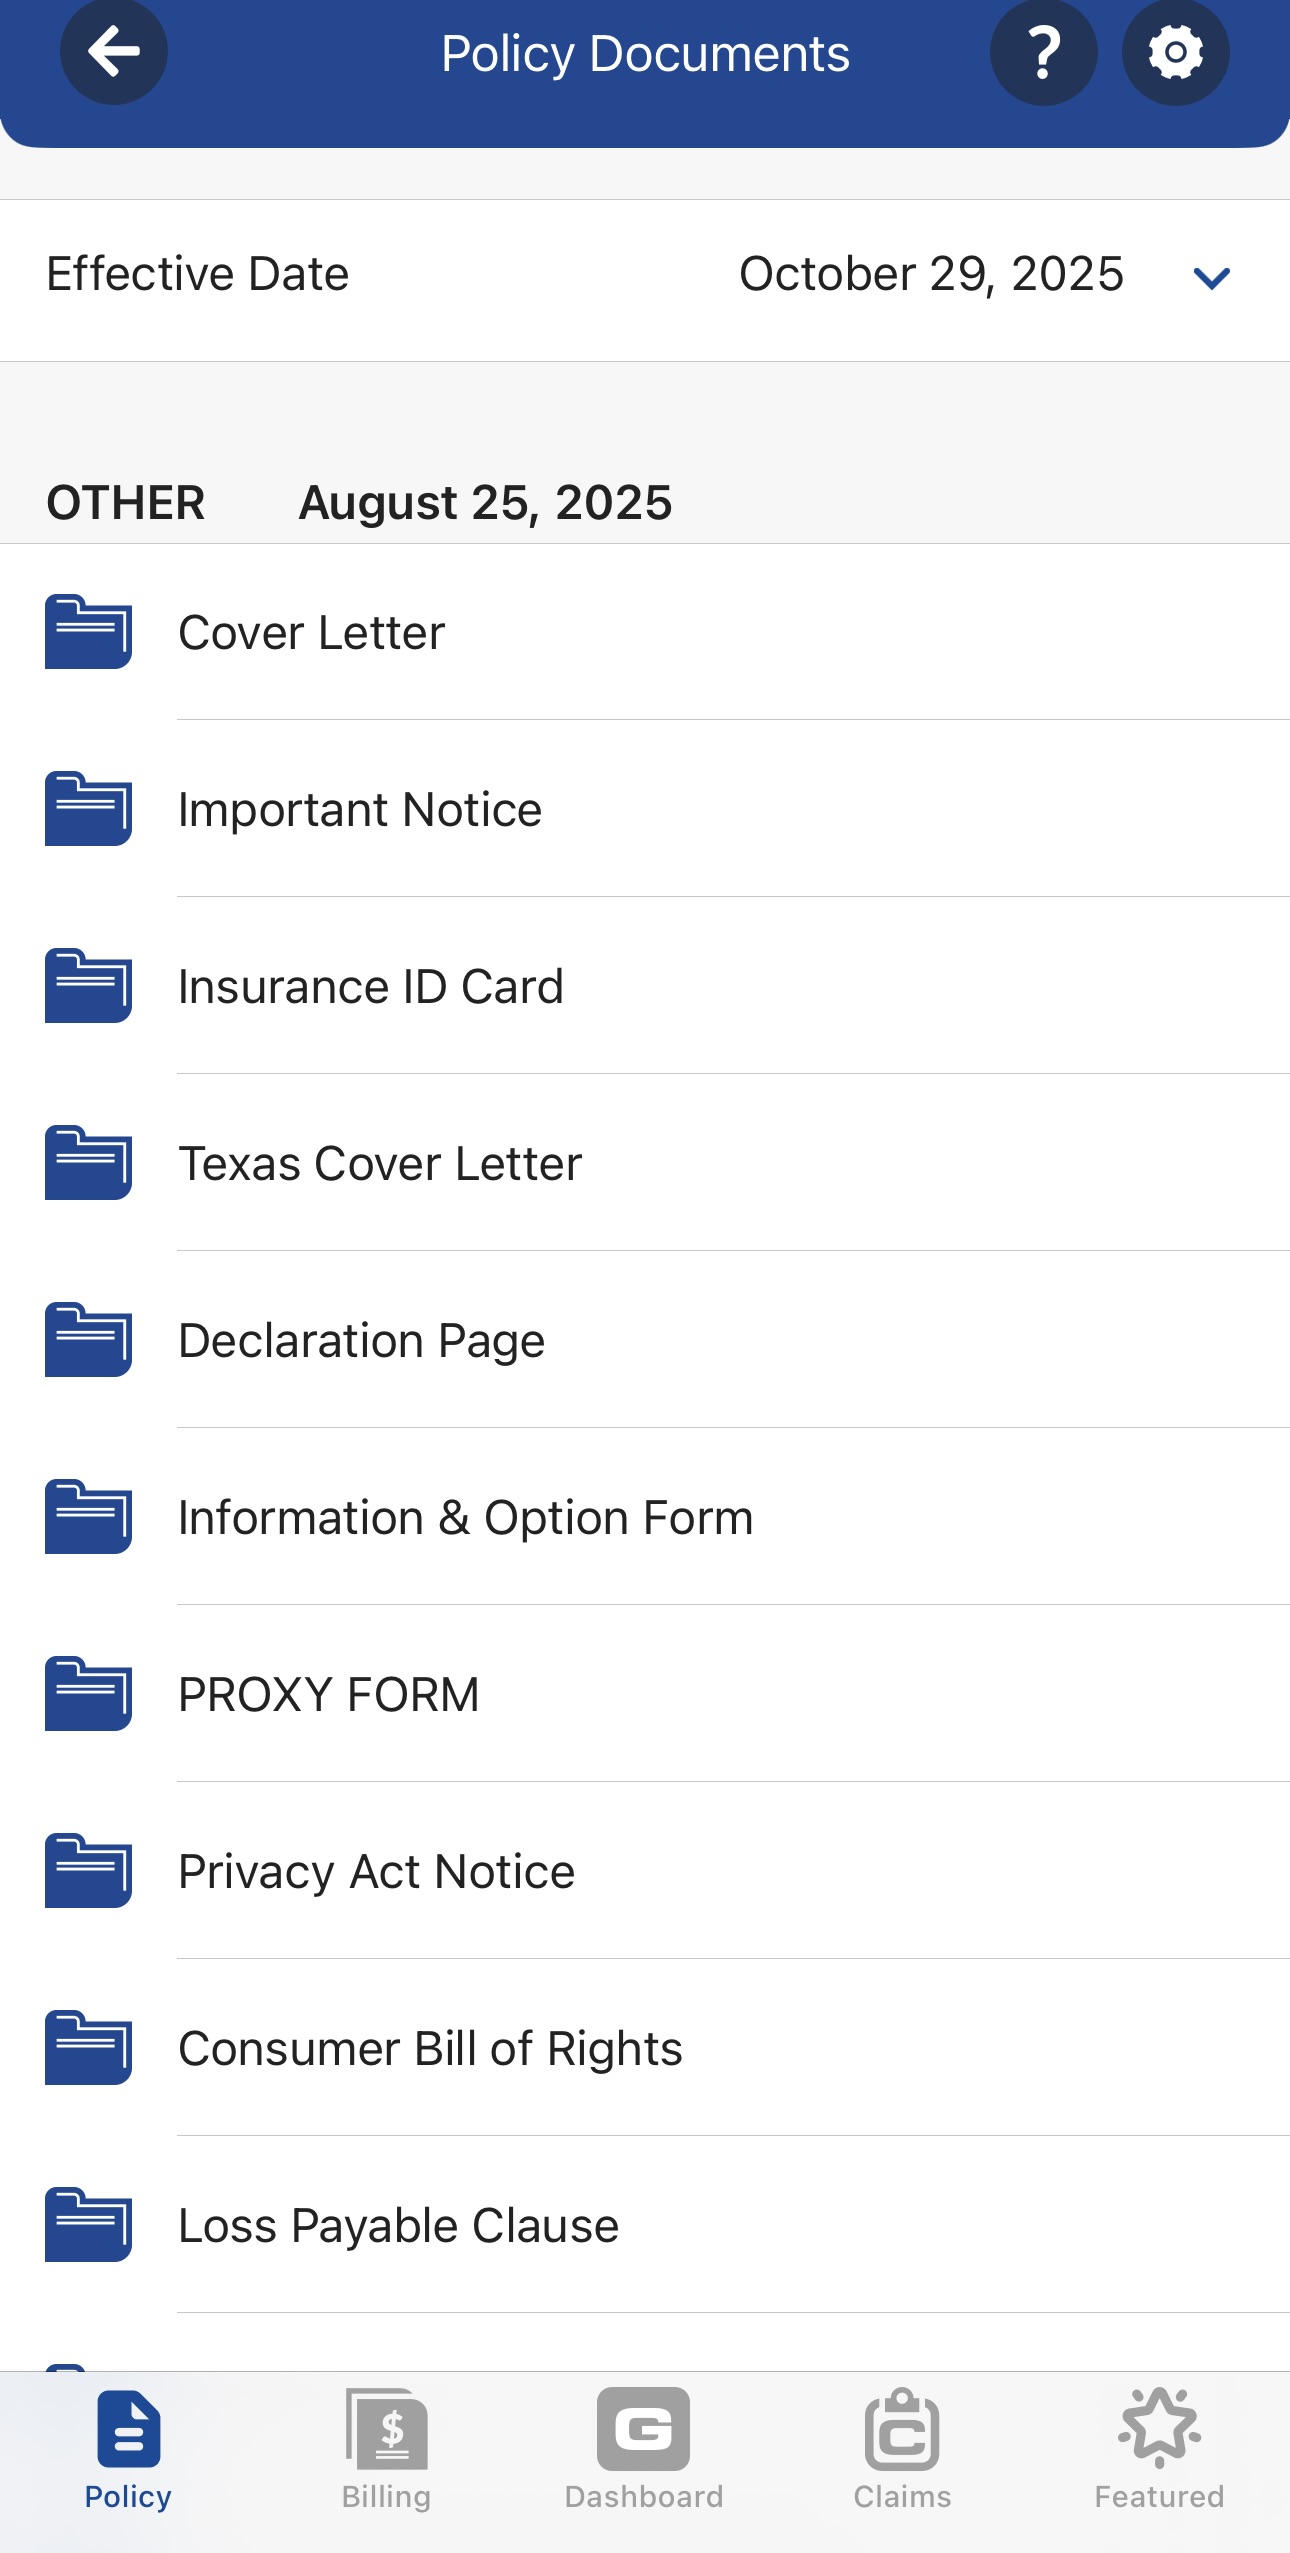 Policy Documents
?
Effective Date October 29, 2025
OTHER August 25, 2025
Cover Letter
Important Notice
Insurance ID Card
Texas Cover Letter
Declaration Page
Information & Option Form
PROXY FORM
Privacy Act Notice
Consumer Bill of Rights
Loss Payable Clause
$ G C
Policy Billing Dashboard Claims Featured